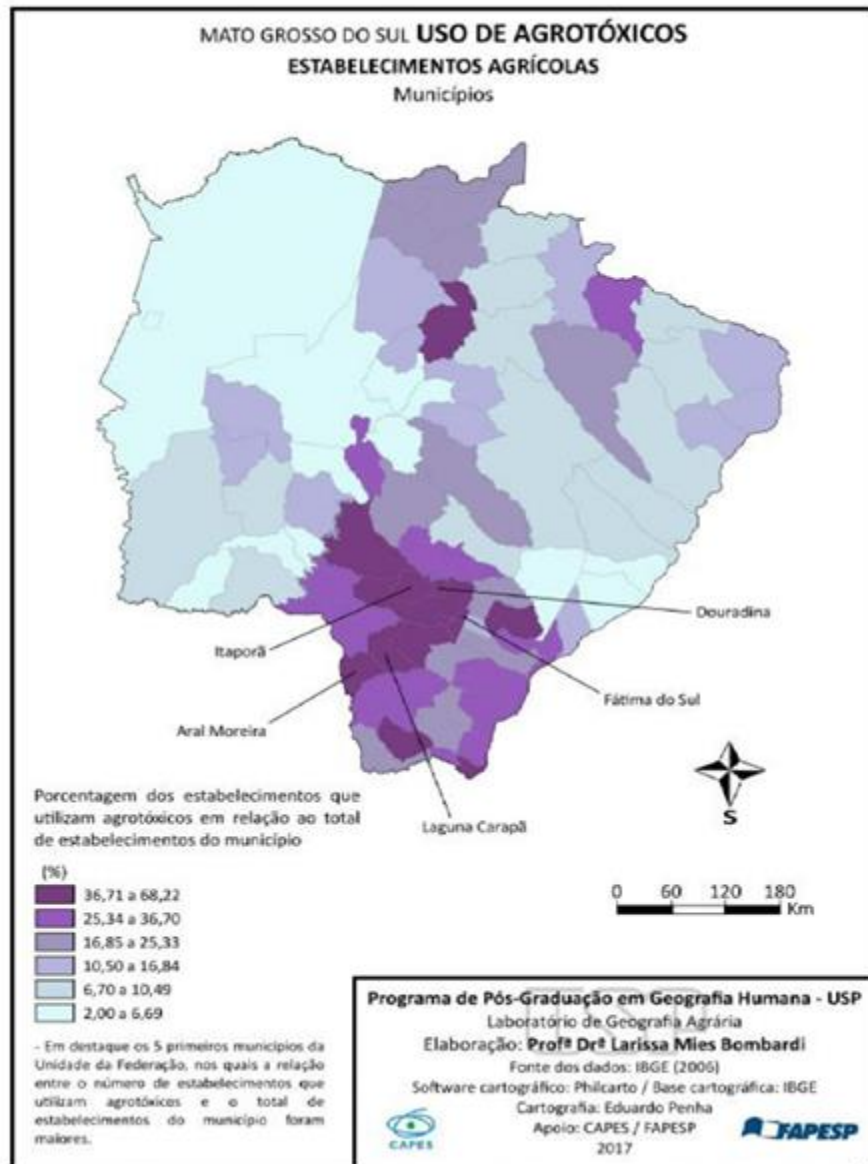 MATO GROSSO DO SUL USO DE AGROTÓXICOS
ESTABELECIMENTOS AGRÍCOLAS
Municípios
Douradina
Itaporã
Fátima do Sul
Aral Moreira
Laguna Carapã
S
Porcentagem dos estabelecimentos que
utilizam agrotóxicos em relação ao total
de estabelecimentos do município
(%)
36,71 a 68,22
25,34 a 36,70
16,85 a 25,33
10,50 a 16,84
6,70 a 10,49
2,00 a 6,69
0 60 120 180
Km
- Em destaque os 5 primeiros municípios da
Unidade da Federação, nos quais a relação
entre o número de estabelecimentos que
utilizam agrotóxicos e o total de
estabelecimentos do município foram
maiores.
USP
Programa de Pós-Graduação em Geografia Humana - USP
Laboratório de Geografia Agrária
Elaboração: Profª Drª Larissa Mies Bombardi
Fonte dos dados: IBGE (2006)
Software cartográfico: Philcarto / Base cartográfica: IBGE
Cartografia: Eduardo Penha
Apoio: CAPES / FAPESP
2017
CAPES
FAPESP